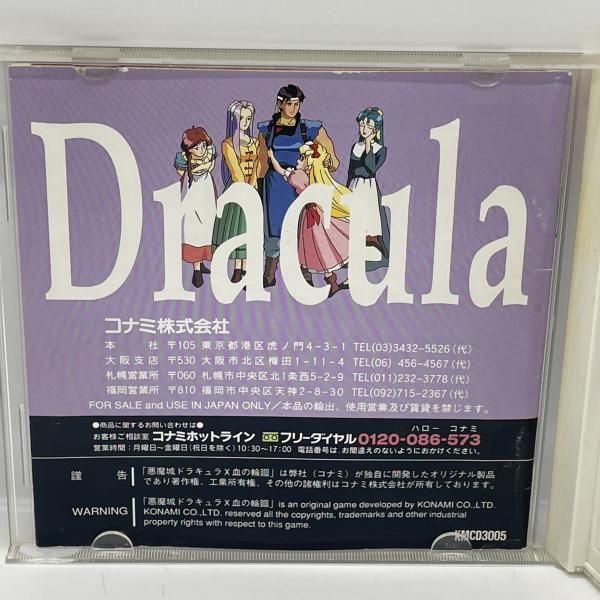 Dracula
コナミ株式会社
本 社 〒105 東京都港区虎ノ門4-3-1 TEL(03)3432-5526(代)
大阪支店 〒530 大阪市北区梅田1-11-4 TEL(06) 456-4567(代)
札幌営業所 〒060 札幌市中央区北1条西5-2-9 TEL(011)232-3778(代)
福岡営業所 〒810 福岡市中央区天神2-8-30 TEL(092)715-2367(代)
FOR SALE and USE IN JAPAN ONLY/本品の輸出、使用営業及び賃貸を禁じます。
●商品に関するお問い合わせは●
ハロー コナミ
お客様ご相談室 コナミホットライン フリーダイヤル 0120-086-573
営業時間:月曜日~金曜日(祝日を除く)10:30~17:00 電話番号は、お間違えのないようにおかけください。
謹 告 「悪魔城ドラキュラX血の輪廻」は弊社(コナミ)が独自に開発したオリジナル製品
であり著作権、工業所有権、その他の諸権利はコナミ株式会社が所有しております。
WARNING 「悪魔城ドラキュラX血の輪廻」is an original game developed by KONAMI CO.,LTD.
KONAMI CO.,LTD. reserved all the copyrights, trademarks and other industrial
property rights with respect to this game.
KMCD3005